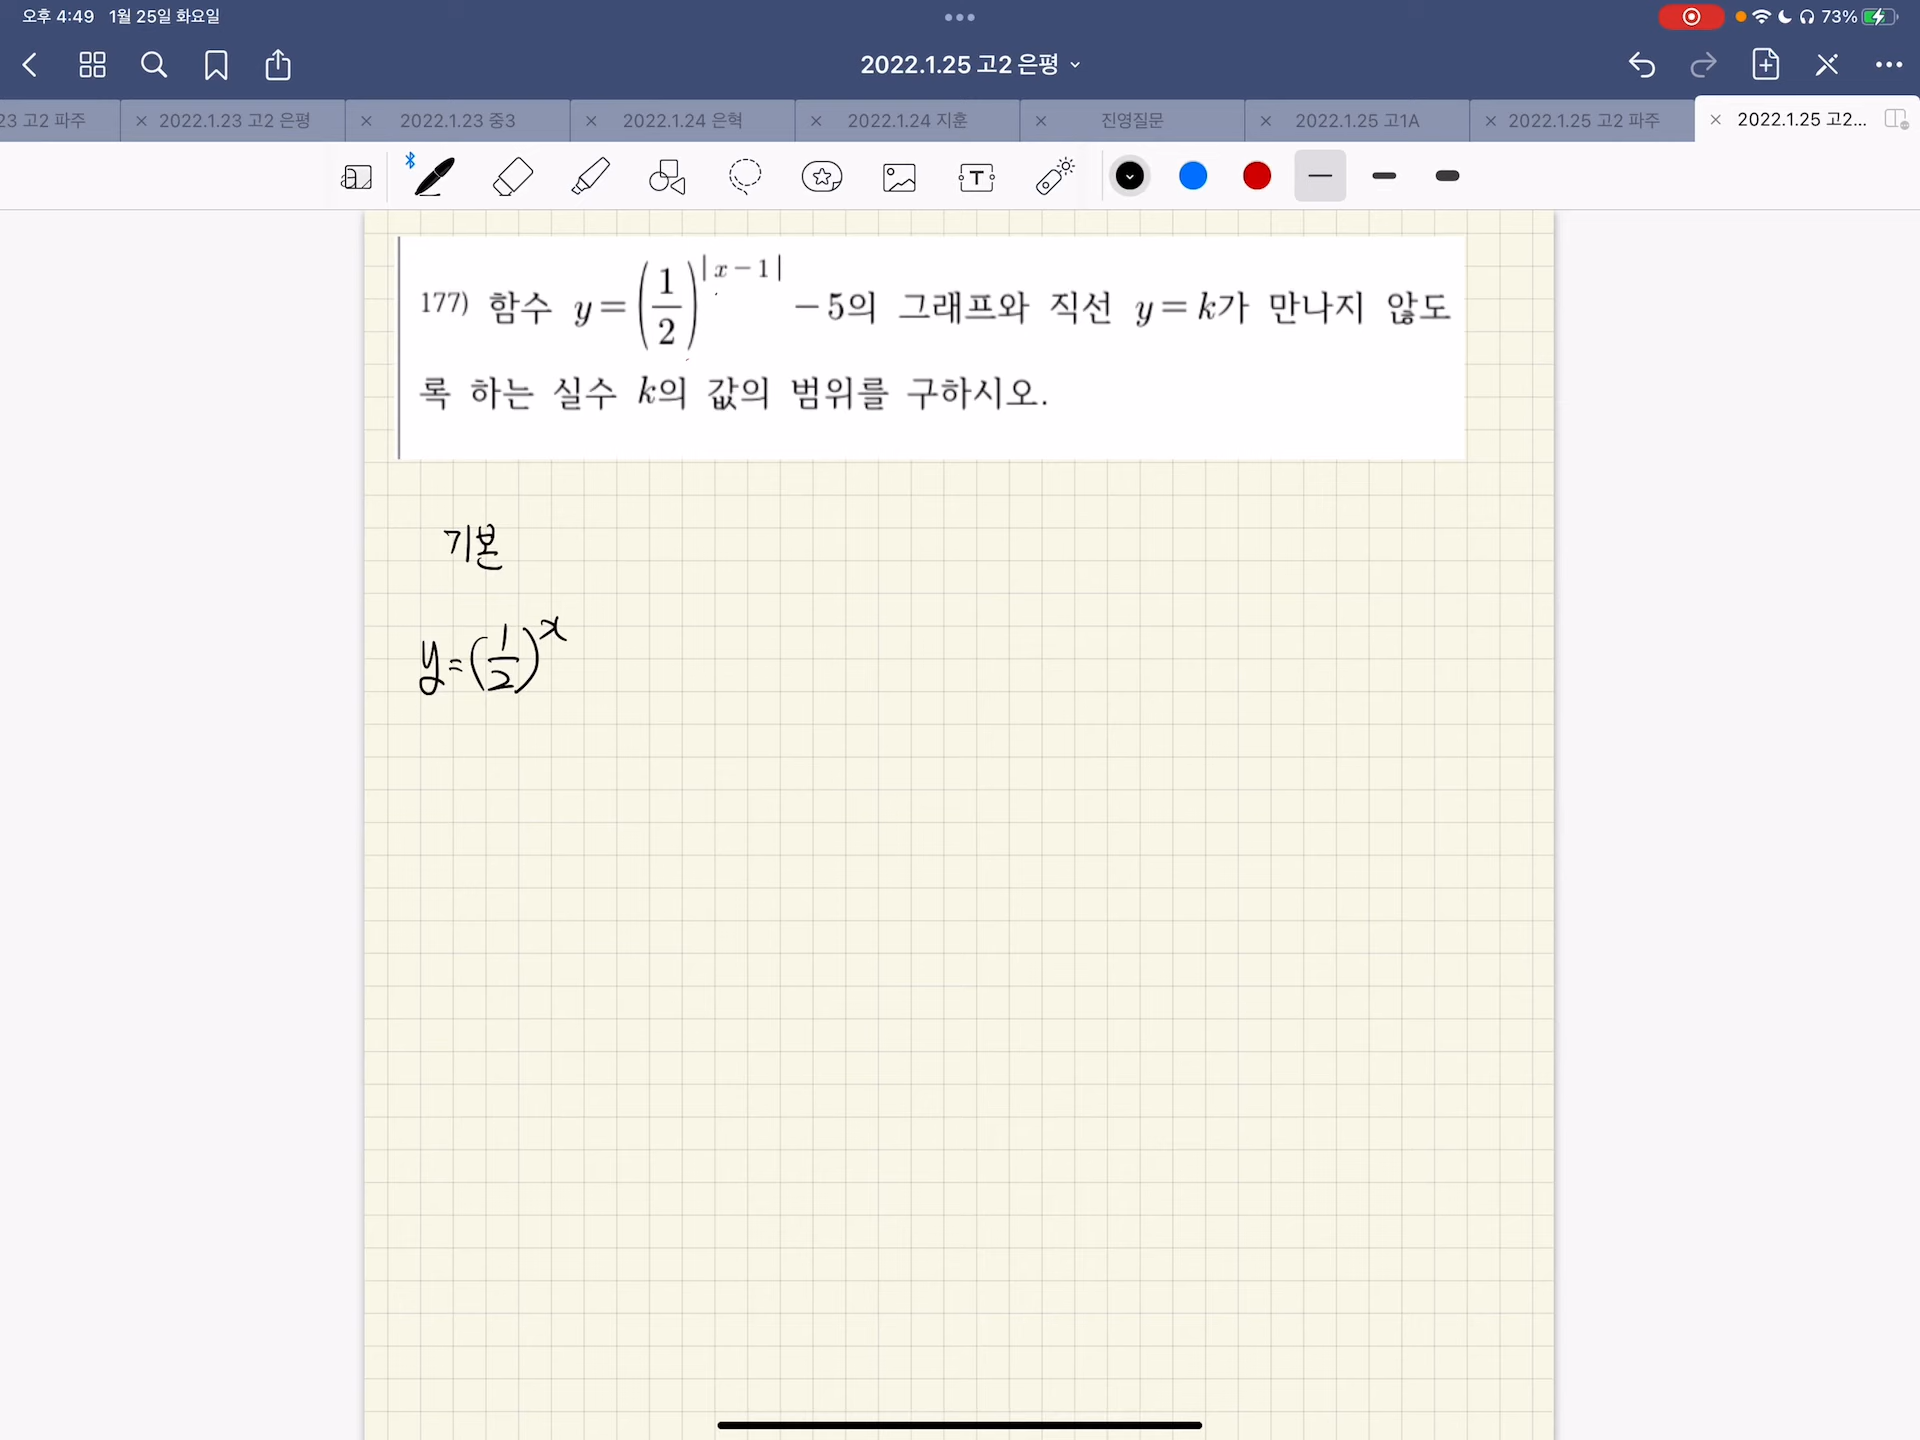 오후 4:49 1월 25일 화요일
73%
2022.1.25 고2 은평
23 고2 파주
2022.1.23 고2 은평
2022.1.23 중3
2022.1.24 은혁
2022.1.24 지훈
진영질문
2022.1.25 고1A
2022.1.25 고2 파주
2022.1.25 고2...
177) 함수 y=(1/2)^|x-1| -5의 그래프와 직선 y=k가 만나지 않도
록 하는 실수 k의 값의 범위를 구하시오.
기본
y=(1/2)^x